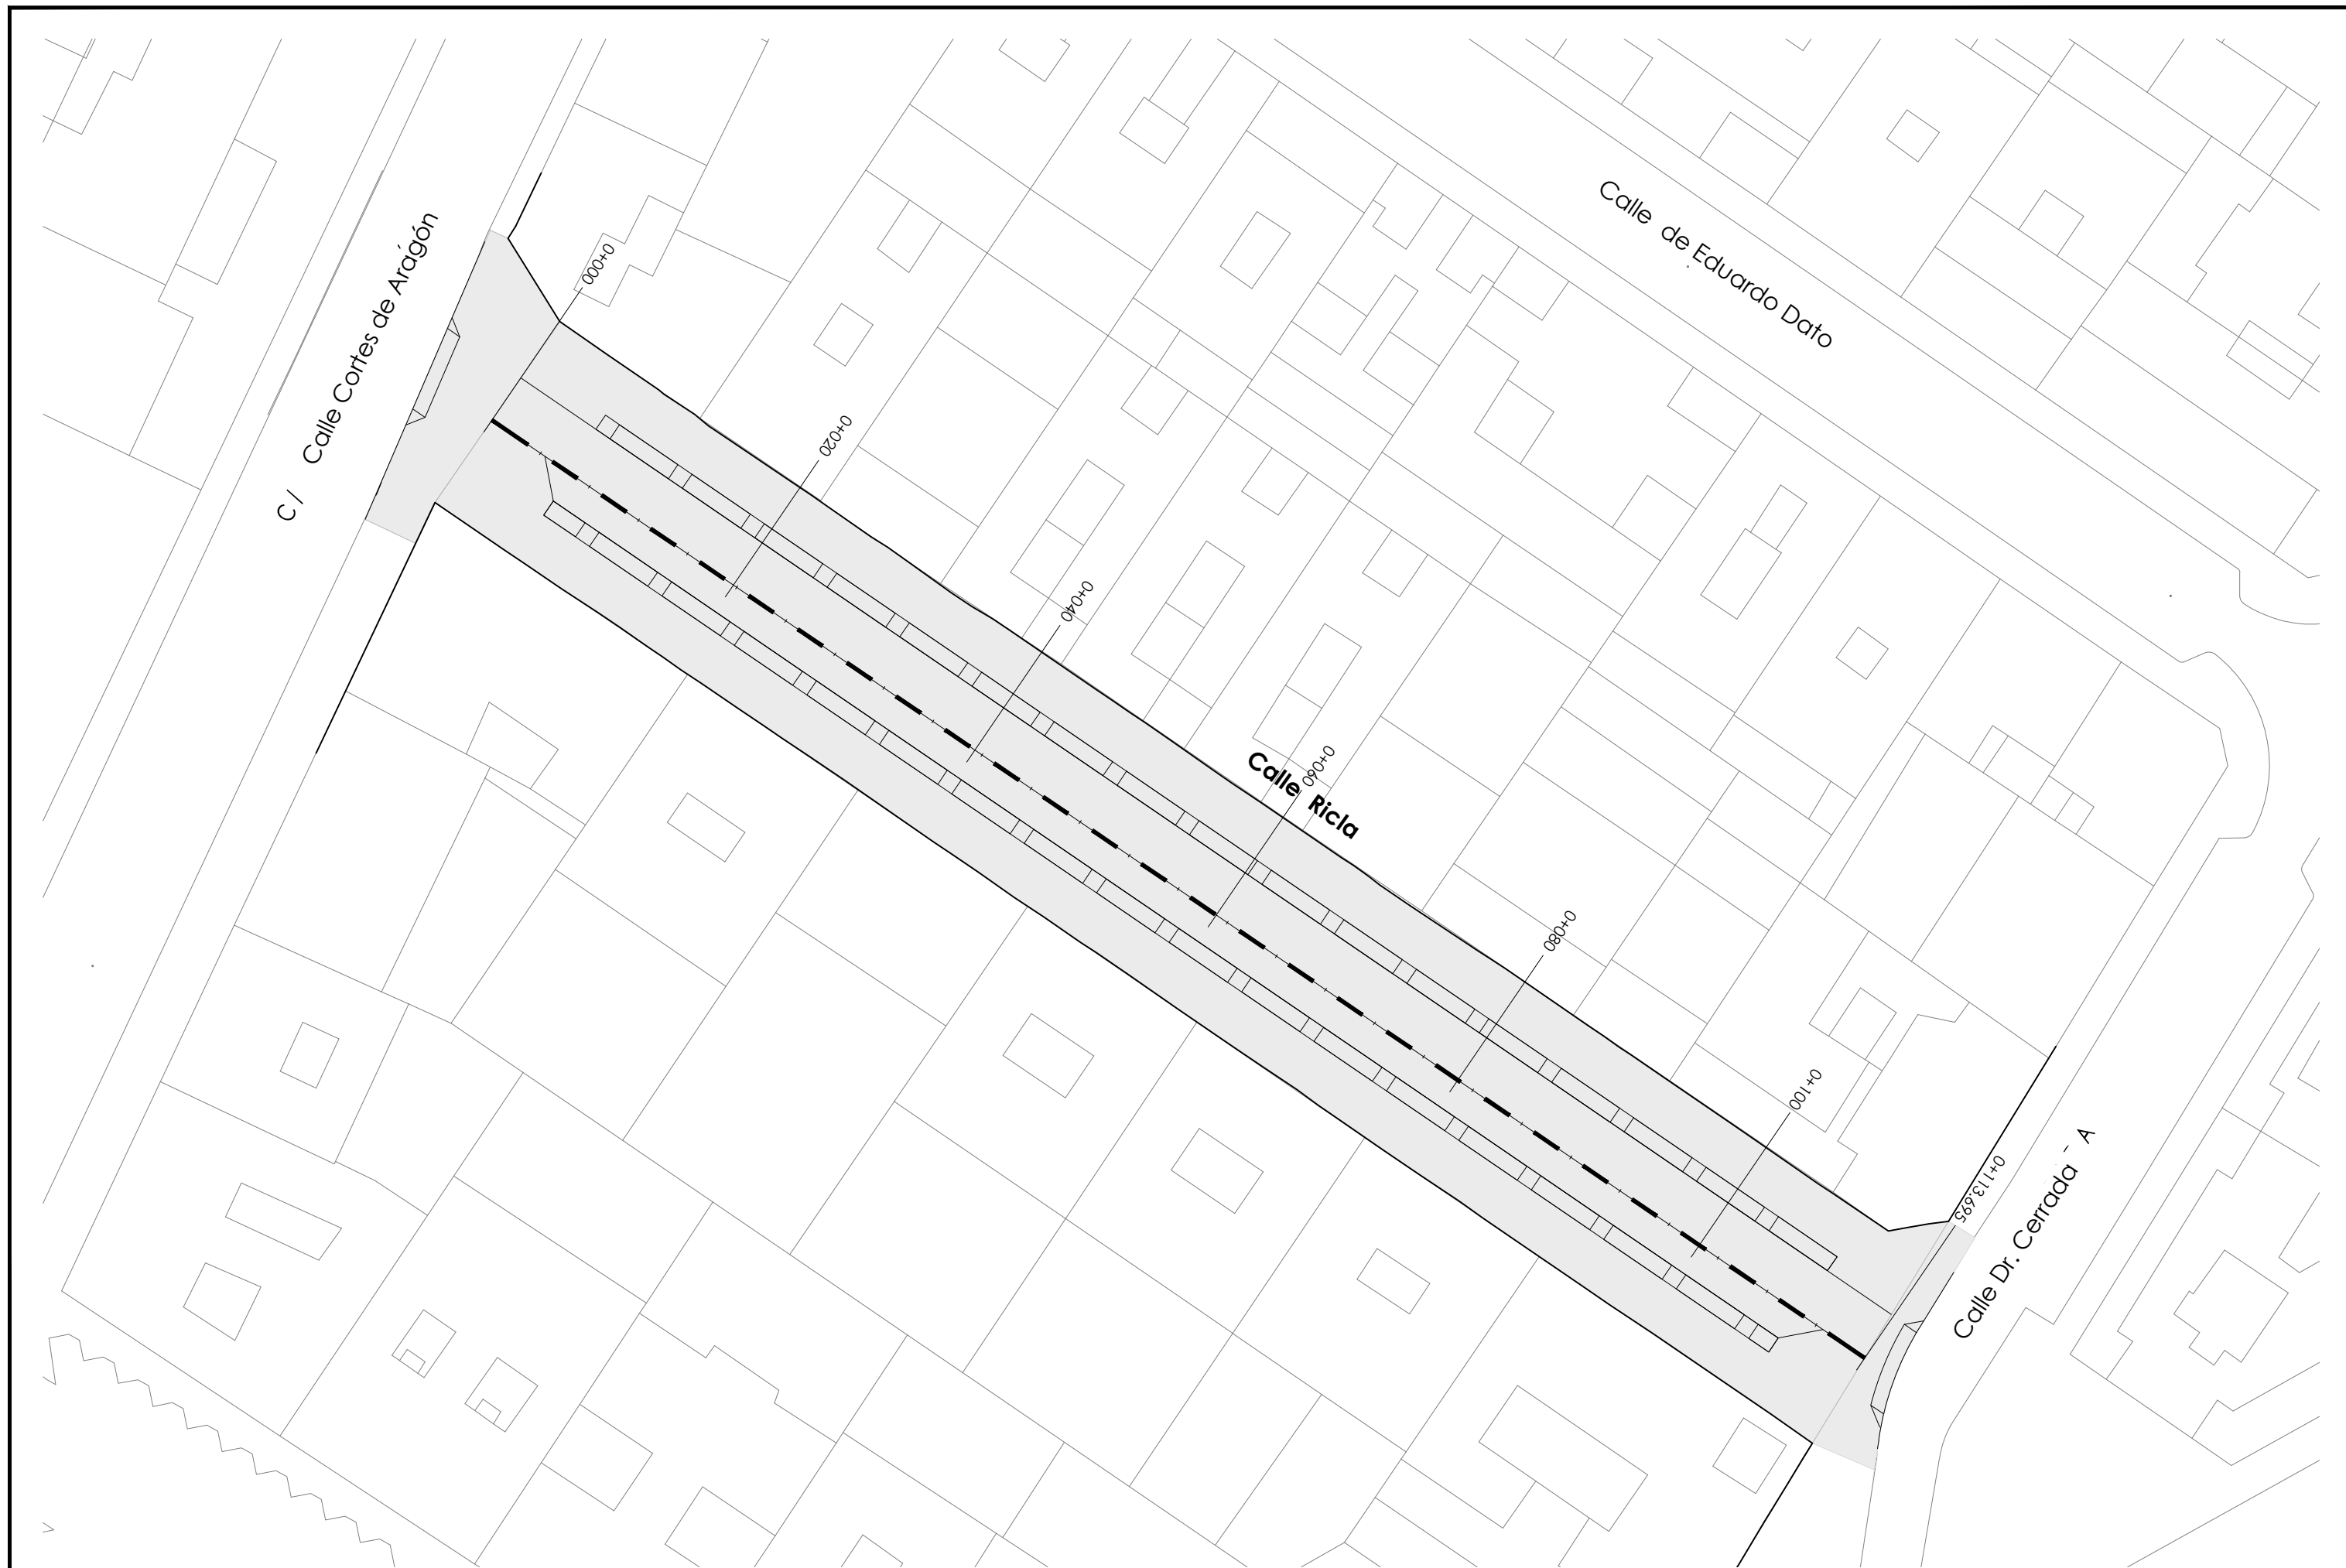 C/ Calle Cortes de Aragón
Calle de Eduardo Dato
0+000
0+020
0+040
0+060
Calle Ricla
0+080
0+100
0+113.695
Calle Dr. Cerrada - A